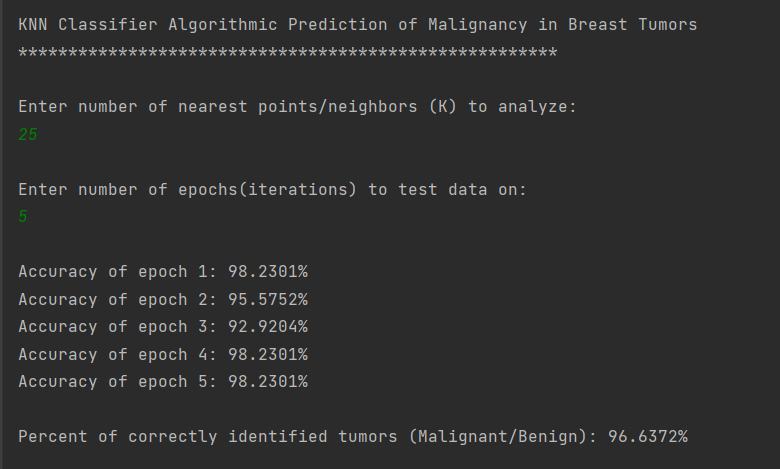 KNN Classifier Algorithmic Prediction of Malignancy in Breast Tumors
******************************************************
Enter number of nearest points/neighbors (K) to analyze:
25
Enter number of epochs(iterations) to test data on:
5
Accuracy of epoch 1: 98.2301%
Accuracy of epoch 2: 95.5752%
Accuracy of epoch 3: 92.9204%
Accuracy of epoch 4: 98.2301%
Accuracy of epoch 5: 98.2301%
Percent of correctly identified tumors (Malignant/Benign): 96.6372%